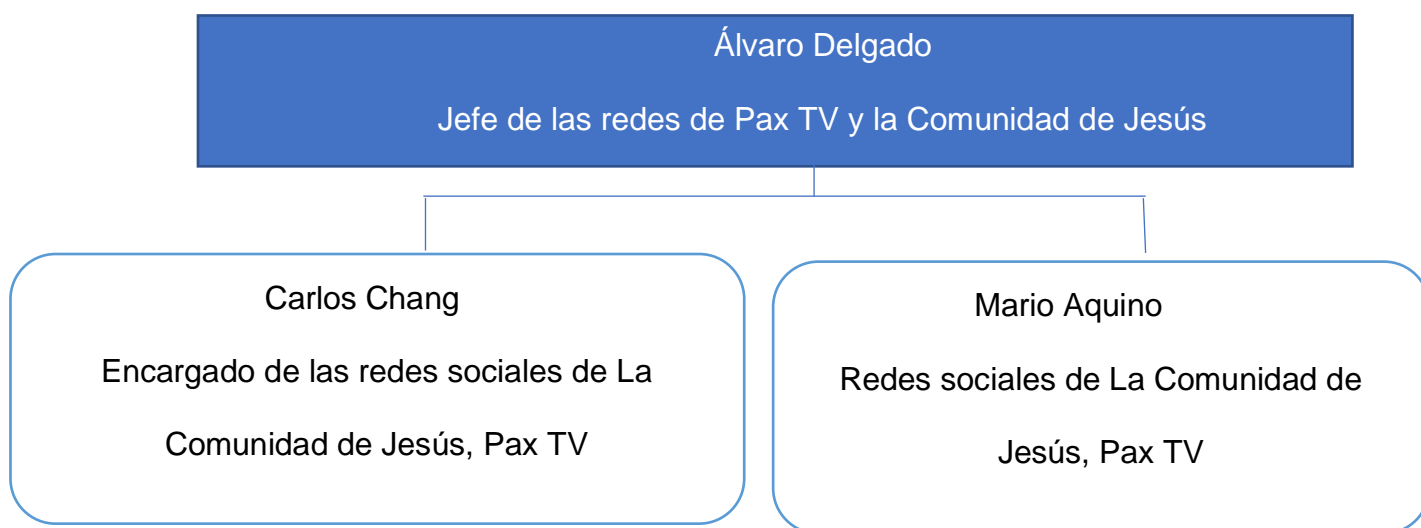 Álvaro Delgado
Jefe de las redes de Pax TV y la Comunidad de Jesús
Carlos Chang
Encargado de las redes sociales de La
Comunidad de Jesús, Pax TV
Mario Aquino
Redes sociales de La Comunidad de
Jesús, Pax TV